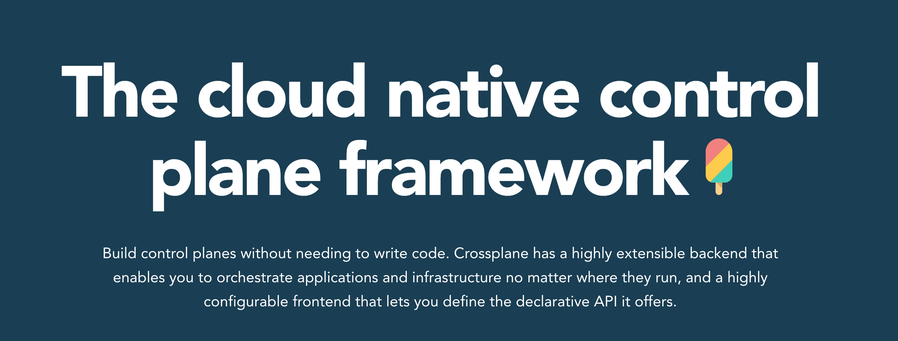 The cloud native control
plane framework
Build control planes without needing to write code. Crossplane has a highly extensible backend that
enables you to orchestrate applications and infrastructure no matter where they run, and a highly
configurable frontend that lets you define the declarative API it offers.